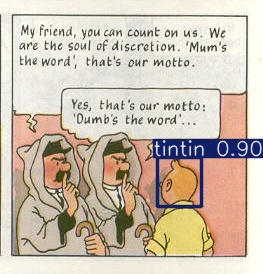 My friend, you can count on us. We
are the soul of discretion. 'Mum's
the word', that's our motto.
Yes, that's our motto:
'Dumb's the word'...
tintin 0.90